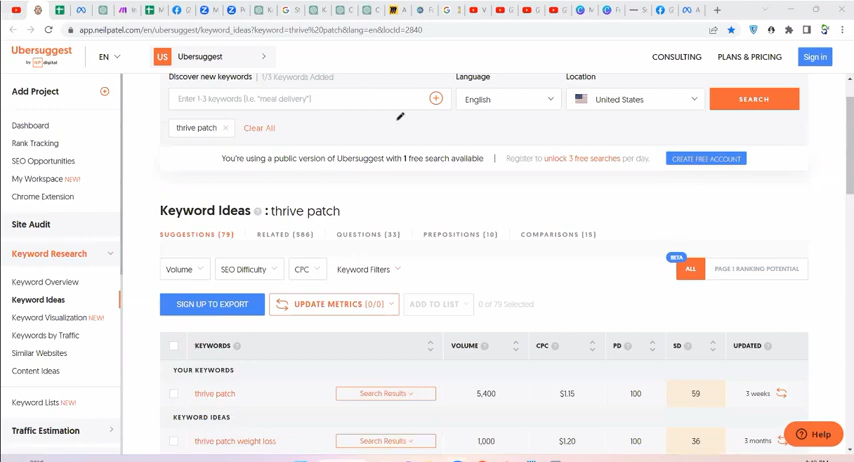 app.neilpatel.com/en/ubersuggest/keyword_ideas?keyword=thrive%20patch&lang=en&locId=2840
Ubersuggest
by
EN
US Ubersuggest
CONSULTING
PLANS & PRICING
Sign in
Add Project
Dashboard
Rank Tracking
SEO Opportunities
My Workspace NEW!
Chrome Extension
Site Audit
Keyword Research
Keyword Overview
Keyword Ideas
Keyword Visualization NEW!
Keywords by Traffic
Similar Websites
Content Ideas
Keyword Lists NEW!
Traffic Estimation
Discover new keywords | 1/3 Keywords Added
Language
Location
Enter 1-3 keywords (i.e. "meal delivery")
English
United States
SEARCH
thrive patch
Clear All
You're using a public version of Ubersuggest with 1 free search available | Register to unlock 3 free searches per day.
CREATE FREE ACCOUNT
Keyword Ideas : thrive patch
SUGGESTIONS (79) RELATED (586) QUESTIONS (33) PREPOSITIONS (10) COMPARISONS (15)
Volume
SEO Difficulty
CPC
Keyword Filters
BETA
ALL
PAGE 1 RANKING POTENTIAL
SIGN UP TO EXPORT
UPDATE METRICS (0/0)
ADD TO LIST
0 of 79 Selected
KEYWORDS VOLUME CPC PD SD UPDATED
YOUR KEYWORDS
thrive patch Search Results 5,400 $1.15 100 59 3 weeks
KEYWORD IDEAS
thrive patch weight loss Search Results 1,000 $1.20 100 36 3 months
Help